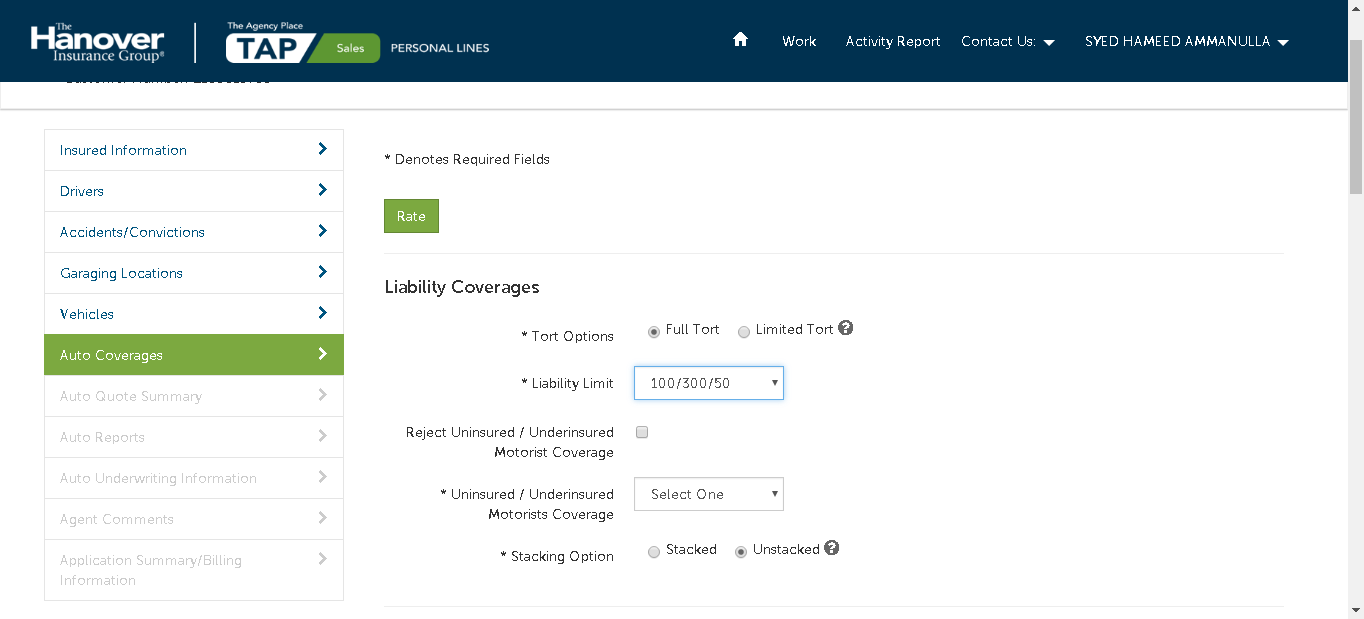 The
Hanover
Insurance Group®
The Agency Place
TAP Sales PERSONAL LINES
Work Activity Report Contact Us: SYED HAMEED AMMANULLA
Insured Information
Drivers
Accidents/Convictions
Garaging Locations
Vehicles
Auto Coverages
Auto Quote Summary
Auto Reports
Auto Underwriting Information
Agent Comments
Application Summary/Billing
Information
* Denotes Required Fields
Rate
Liability Coverages
* Tort Options Full Tort Limited Tort ?
* Liability Limit 100/300/50
Reject Uninsured / Underinsured
Motorist Coverage
* Uninsured / Underinsured
Motorists Coverage Select One
* Stacking Option Stacked Unstacked ?